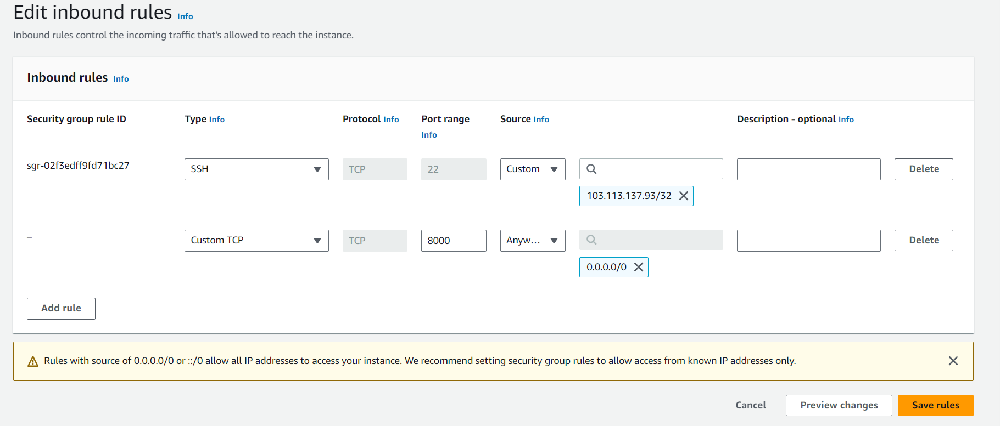 Edit inbound rules Info
Inbound rules control the incoming traffic that's allowed to reach the instance.
Inbound rules Info
Security group rule ID Type Info Protocol Info Port range Info Source Info Description - optional Info
sgr-02f3edff9fd71bc27 SSH TCP 22 Custom Delete
103.113.137.93/32
– Custom TCP TCP 8000 Anyw... Delete
0.0.0.0/0
Add rule
Rules with source of 0.0.0.0/0 or ::/0 allow all IP addresses to access your instance. We recommend setting security group rules to allow access from known IP addresses only.
Cancel Preview changes Save rules